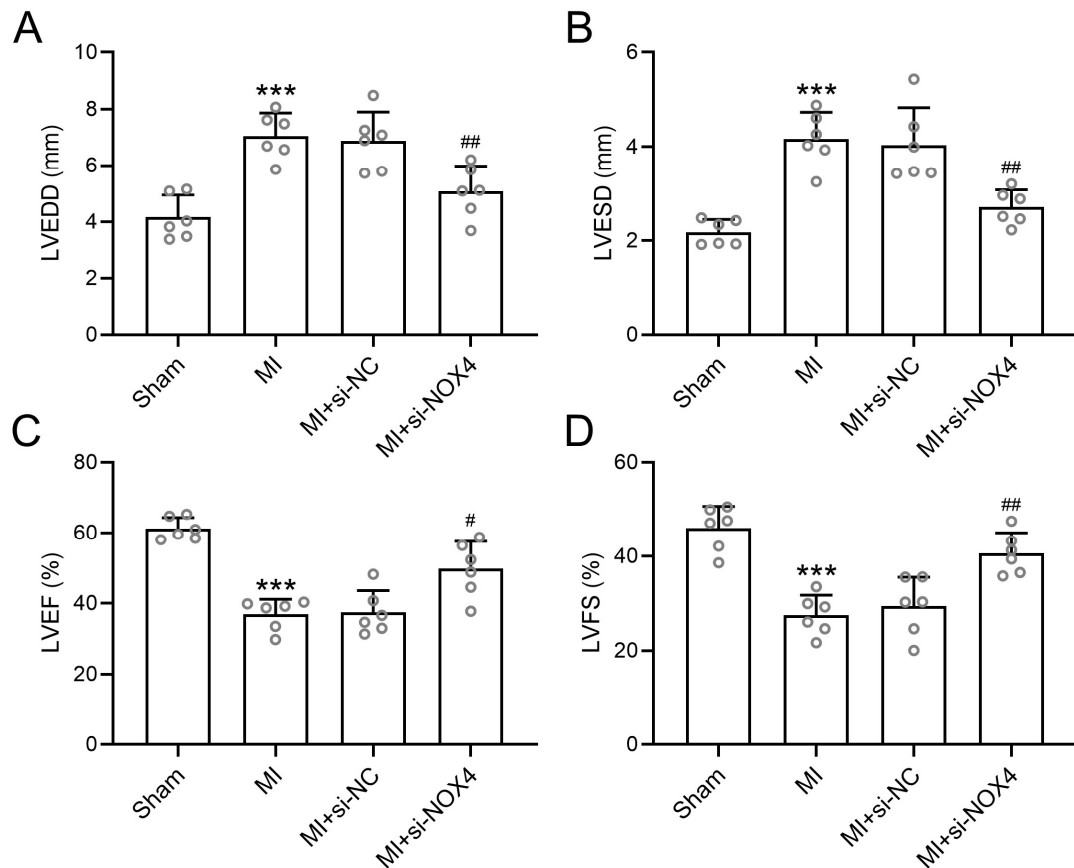 A
LVEDD (mm)
10
8
6
4
2
0
***
##
Sham
MI
MI+si-NC
MI+si-NOX4
B
LVESD (mm)
6
4
2
0
***
##
Sham
MI
MI+si-NC
MI+si-NOX4
C
LVEF (%)
80
60
40
20
0
***
#
Sham
MI
MI+si-NC
MI+si-NOX4
D
LVFS (%)
60
40
20
0
***
##
Sham
MI
MI+si-NC
MI+si-NOX4